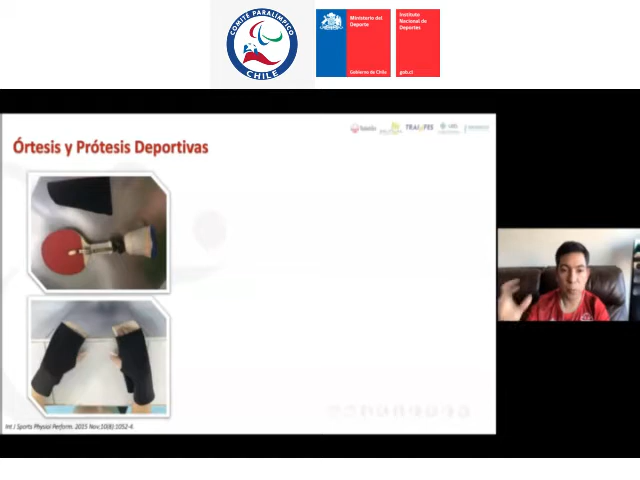 COMITÉ PARALÍMPICO
CHILE
Ministerio del
Deporte
Gobierno de Chile
Instituto
Nacional de
Deportes
gob.cl
Órtesis y Prótesis Deportivas
Int J Sports Physiol Perform. 2015 Nov;10(8):1052-4.